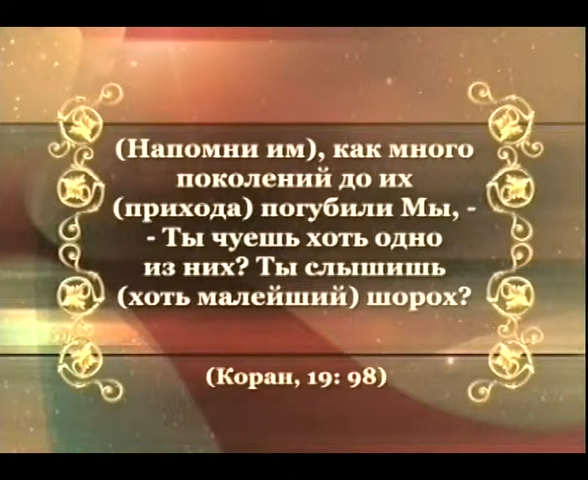 (Напомни им), как много
поколений до их
(прихода) погубили Мы, -
- Ты чуешь хоть одно
из них? Ты слышишь
(хоть малейший) шорох?
(Коран, 19: 98)